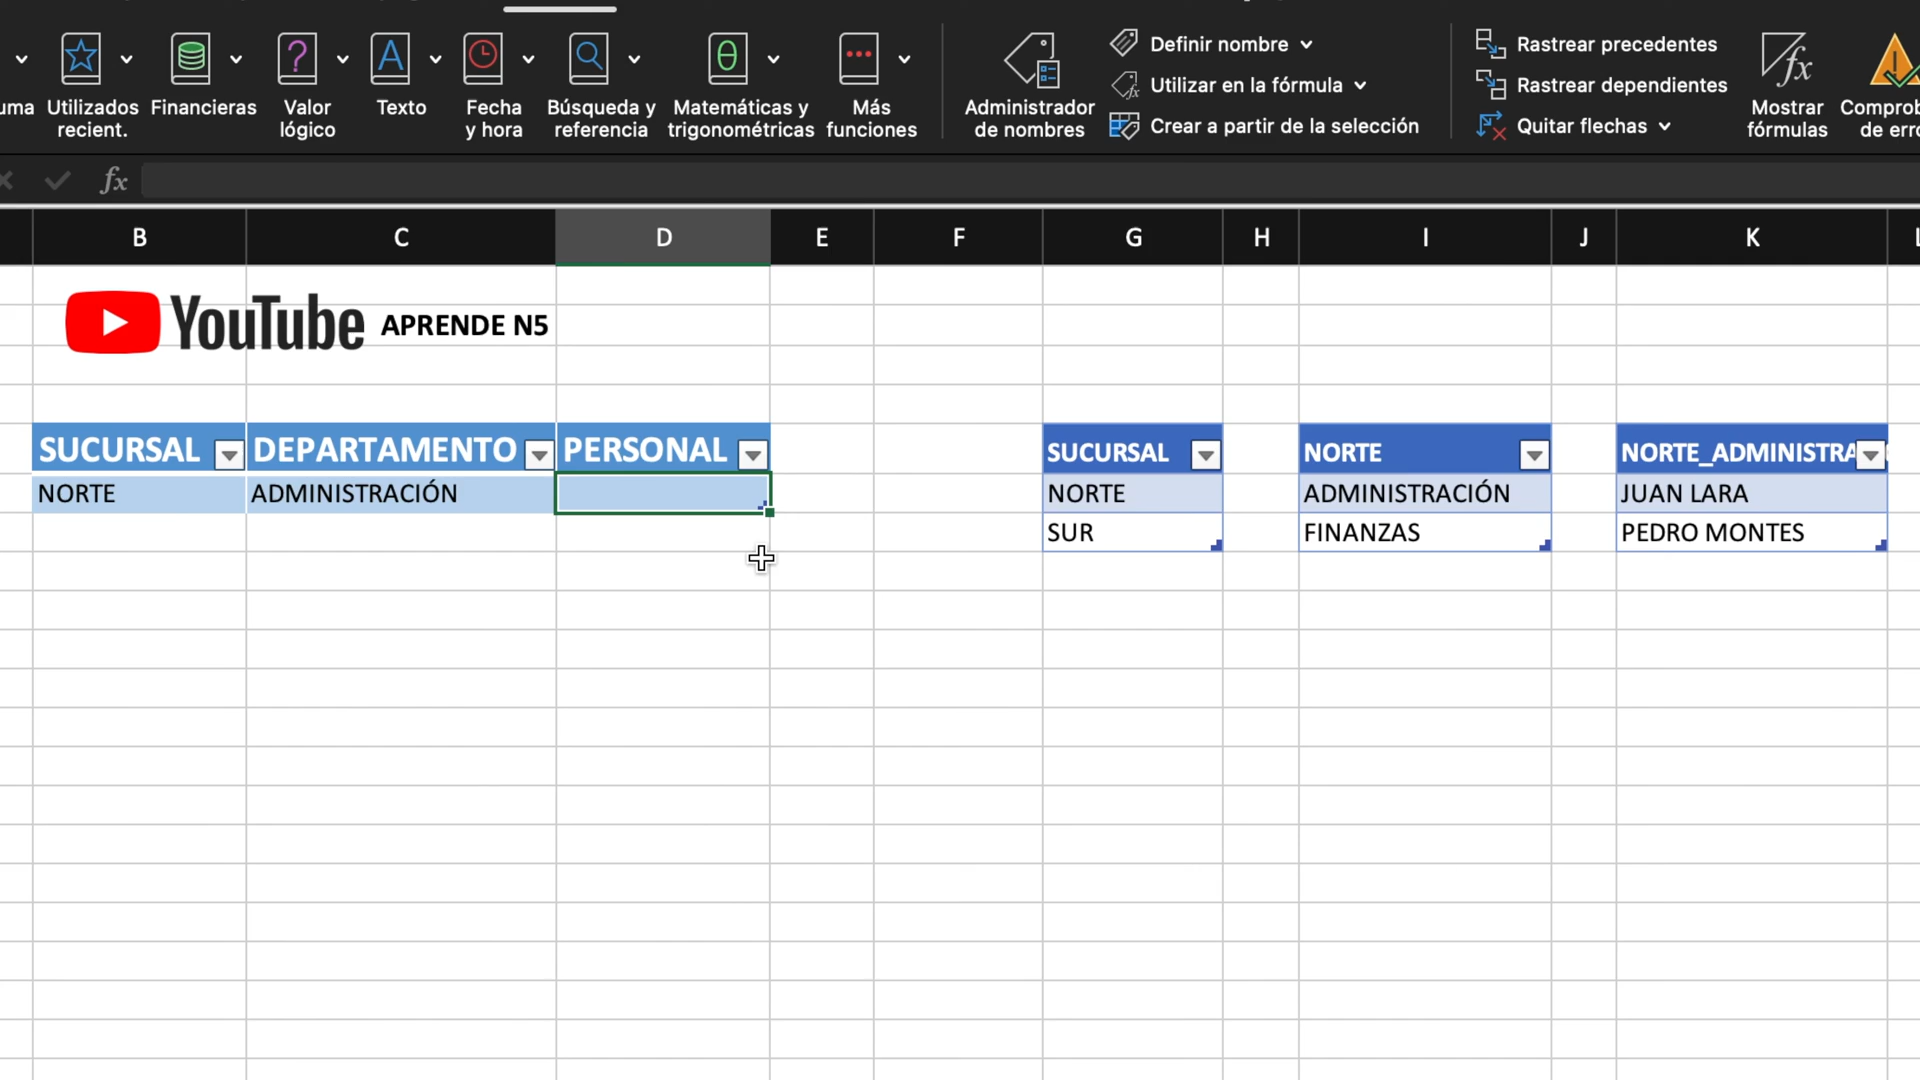 Utilizados recient.
Financieras
Valor lógico
Texto
Fecha y hora
Búsqueda y referencia
Matemáticas y trigonométricas
Más funciones
Administrador de nombres
Definir nombre
Utilizar en la fórmula
Crear a partir de la selección
Rastrear precedentes
Rastrear dependientes
Quitar flechas
Mostrar fórmulas
fx
B C D E F G H I J K
YouTube APRENDE N5
SUCURSAL DEPARTAMENTO PERSONAL SUCURSAL NORTE NORTE_ADMINISTRA
NORTE ADMINISTRACIÓN NORTE ADMINISTRACIÓN JUAN LARA
SUR FINANZAS PEDRO MONTES